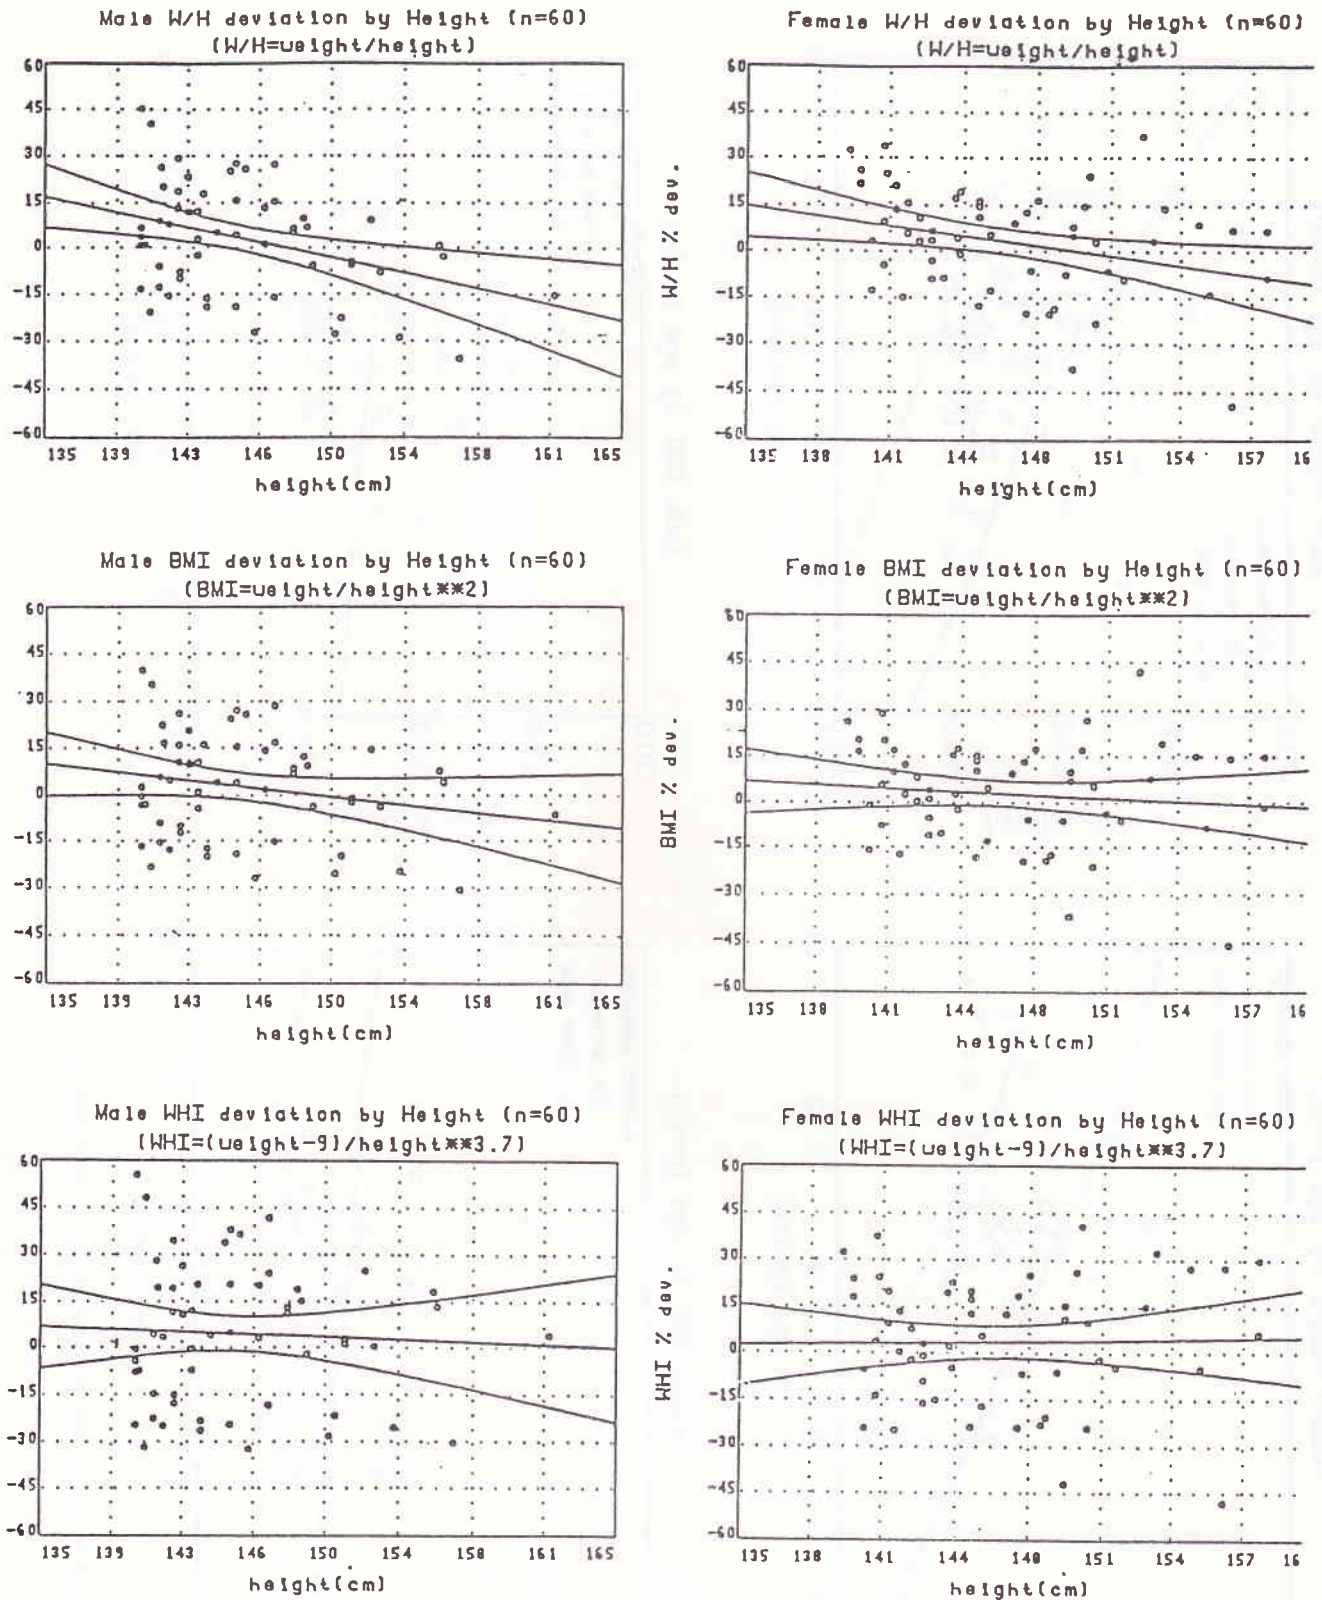 Male W/H deviation by Height (n=60)
(W/H=weight/height)
60
45
30
15
0
-15
-30
-45
-60
135 139 143 146 150 154 158 161 165
height(cm)
Female W/H deviation by Height (n=60)
(W/H=weight/height)
W/H % dev.
60
45
30
15
0
-15
-30
-45
-60
135 138 141 144 148 151 154 157 16
height(cm)
Male BMI deviation by Height (n=60)
(BMI=weight/height**2)
60
45
30
15
0
-15
-30
-45
-60
135 139 143 146 150 154 158 161 165
height(cm)
Female BMI deviation by Height (n=60)
(BMI=weight/height**2)
BMI % dev.
60
45
30
15
0
-15
-30
-45
-60
135 138 141 144 148 151 154 157 16
height(cm)
Male WHI deviation by Height (n=60)
(WHI=(weight-9)/height**3.7)
60
45
30
15
0
-15
-30
-45
-60
135 139 143 146 150 154 158 161 165
height(cm)
Female WHI deviation by Height (n=60)
(WHI=(weight-9)/height**3.7)
WHI % dev.
60
45
30
15
0
-15
-30
-45
-60
135 138 141 144 148 151 154 157 16
height(cm)